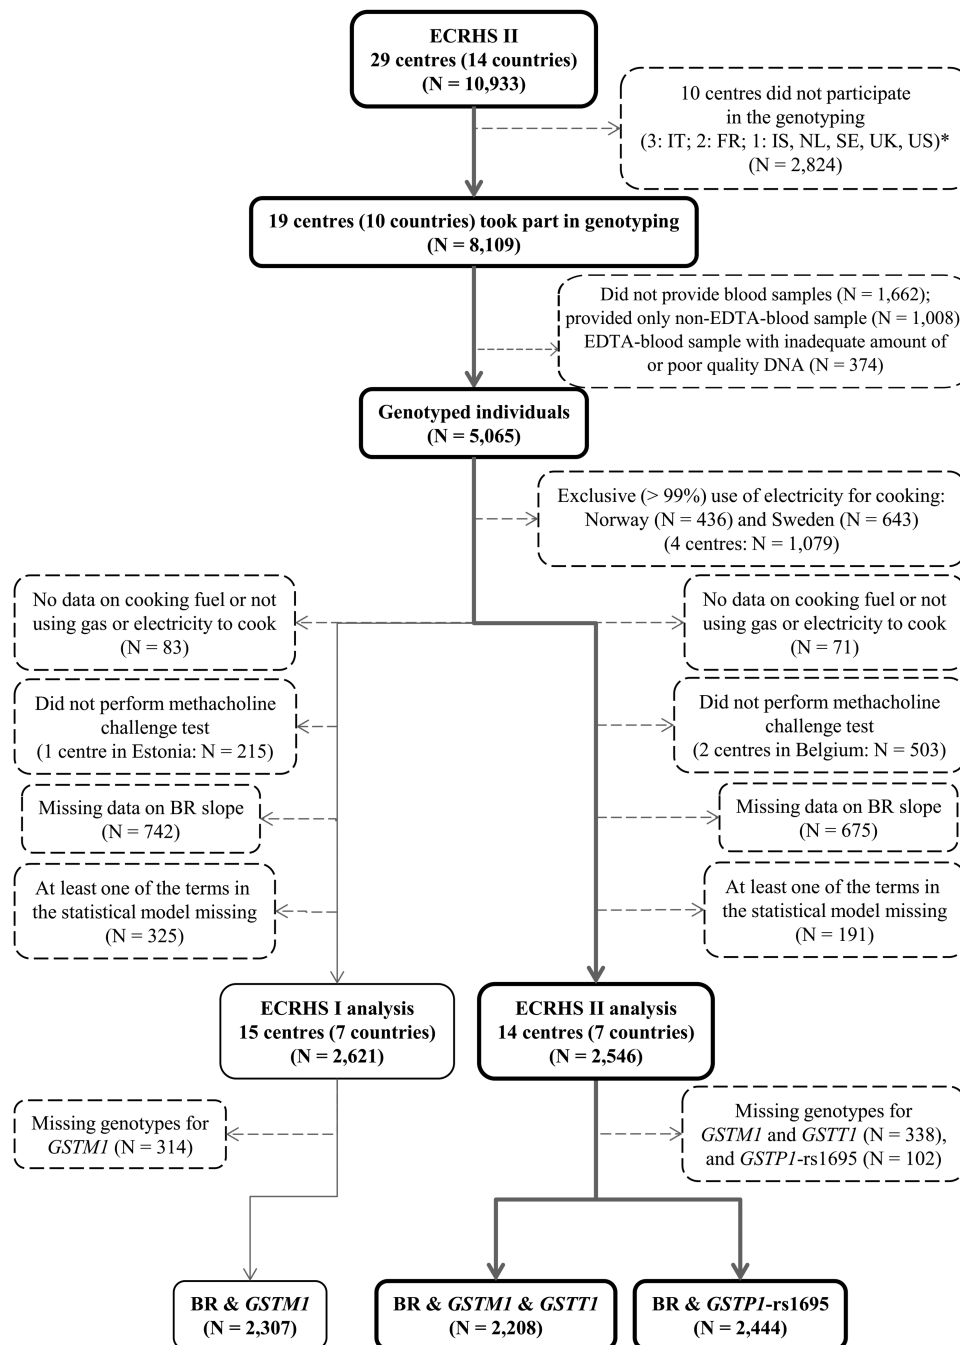 ECRHS II
29 centres (14 countries)
(N = 10,933)
10 centres did not participate
in the genotyping
(3: IT; 2: FR; 1: IS, NL, SE, UK, US)*
(N = 2,824)
19 centres (10 countries) took part in genotyping
(N = 8,109)
Did not provide blood samples (N = 1,662);
provided only non-EDTA-blood sample (N = 1,008)
EDTA-blood sample with inadequate amount of
or poor quality DNA (N = 374)
Genotyped individuals
(N = 5,065)
Exclusive (> 99%) use of electricity for cooking:
Norway (N = 436) and Sweden (N = 643)
(4 centres: N = 1,079)
No data on cooking fuel or not
using gas or electricity to cook
(N = 83)
No data on cooking fuel or not
using gas or electricity to cook
(N = 71)
Did not perform methacholine
challenge test
(1 centre in Estonia: N = 215)
Did not perform methacholine
challenge test
(2 centres in Belgium: N = 503)
Missing data on BR slope
(N = 742)
Missing data on BR slope
(N = 675)
At least one of the terms in
the statistical model missing
(N = 325)
At least one of the terms in
the statistical model missing
(N = 191)
ECRHS I analysis
15 centres (7 countries)
(N = 2,621)
ECRHS II analysis
14 centres (7 countries)
(N = 2,546)
Missing genotypes for
GSTM1 (N = 314)
Missing genotypes for
GSTM1 and GSTT1 (N = 338),
and GSTP1-rs1695 (N = 102)
BR & GSTM1
(N = 2,307)
BR & GSTM1 & GSTT1
(N = 2,208)
BR & GSTP1-rs1695
(N = 2,444)